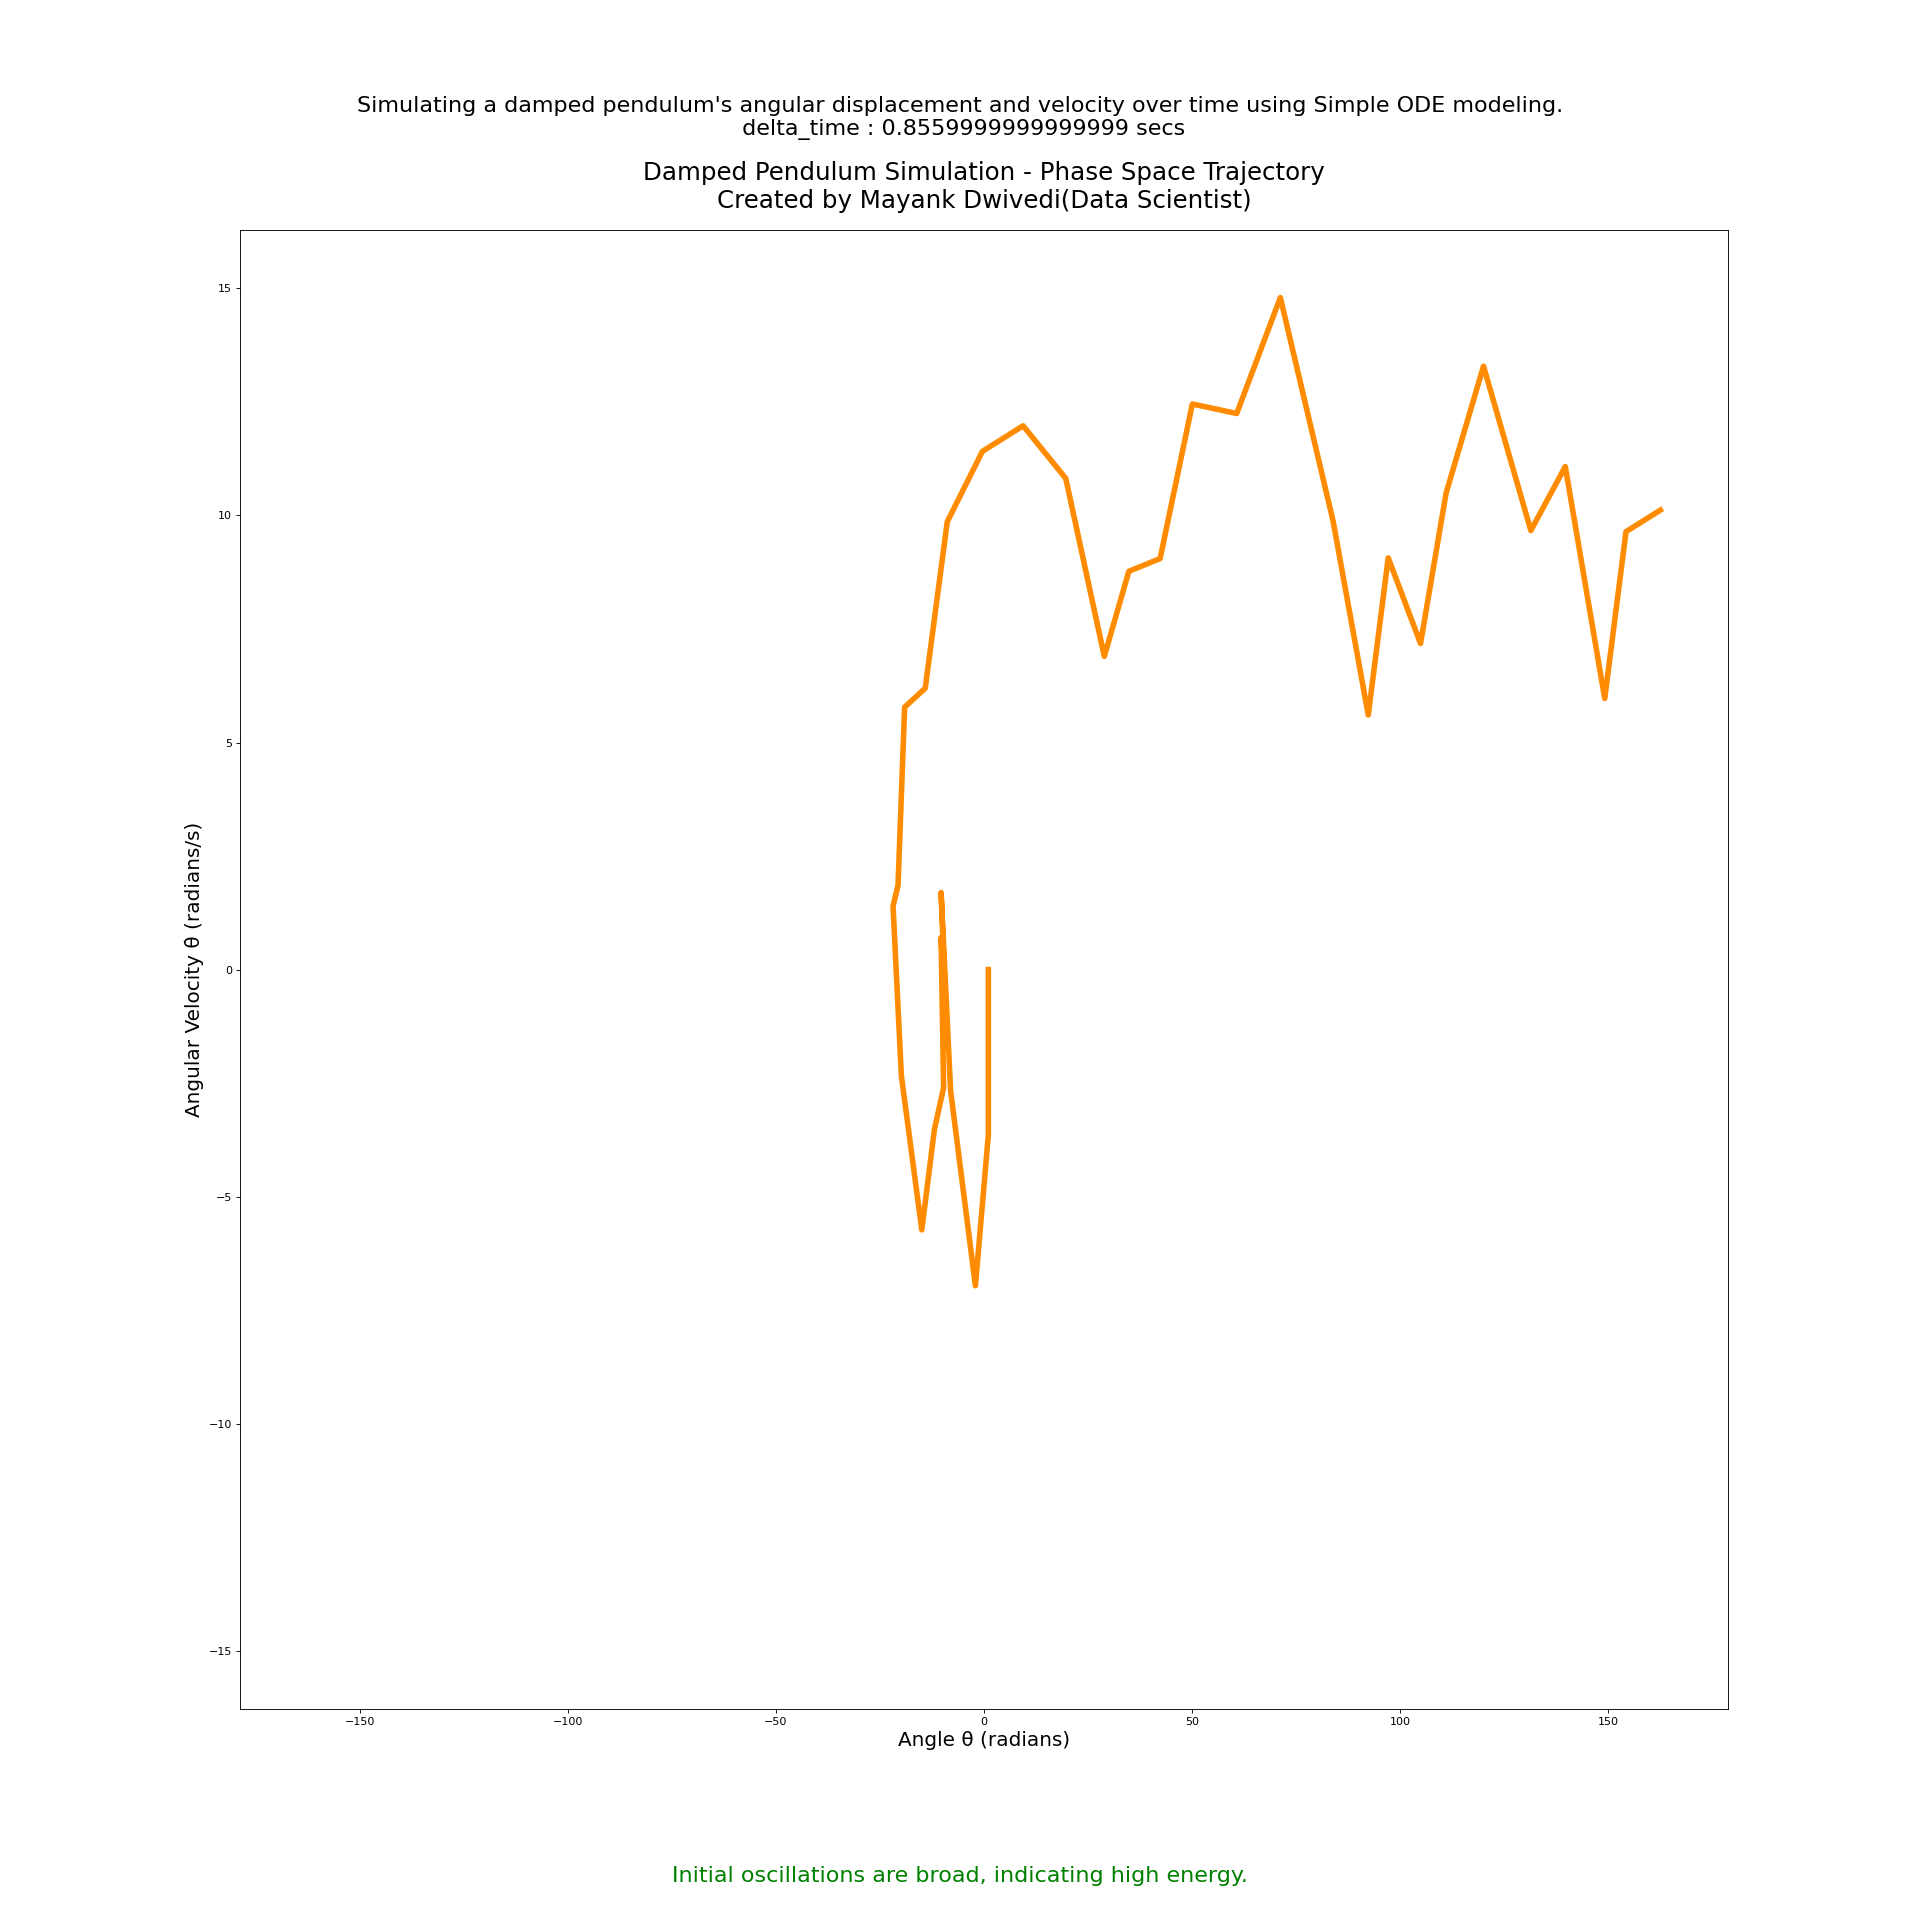 Simulating a damped pendulum's angular displacement and velocity over time using Simple ODE modeling.
delta_time : 0.8559999999999999 secs
Damped Pendulum Simulation - Phase Space Trajectory
Created by Mayank Dwivedi(Data Scientist)
15
10
5
0
−5
−10
−15
Angular Velocity θ (radians/s)
−150
−100
−50
0
50
100
150
Angle θ (radians)
Initial oscillations are broad, indicating high energy.